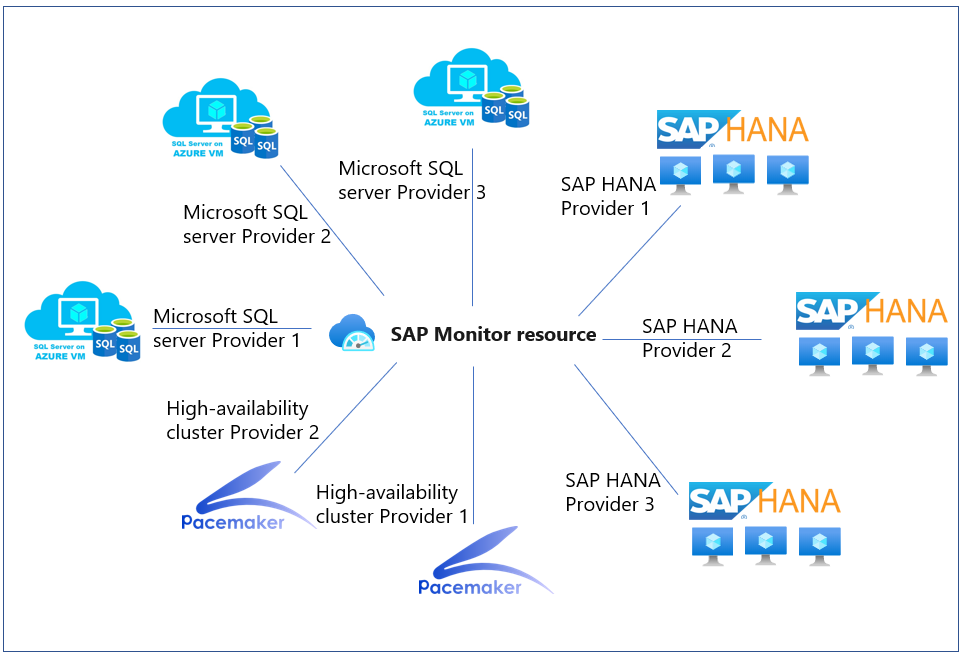 SQL Server on
AZURE VM
SQL
SQL
Microsoft SQL
server Provider 3
SQL Server on
AZURE VM
SQL
SQL
Microsoft SQL
server Provider 2
SAP HANA
SAP HANA
Provider 1
SQL Server on
AZURE VM
SQL
SQL
Microsoft SQL
server Provider 1
SAP Monitor resource
SAP HANA
Provider 2
SAP HANA
High-availability
cluster Provider 2
Pacemaker
High-availability
cluster Provider 1
Pacemaker
SAP HANA
Provider 3
SAP HANA